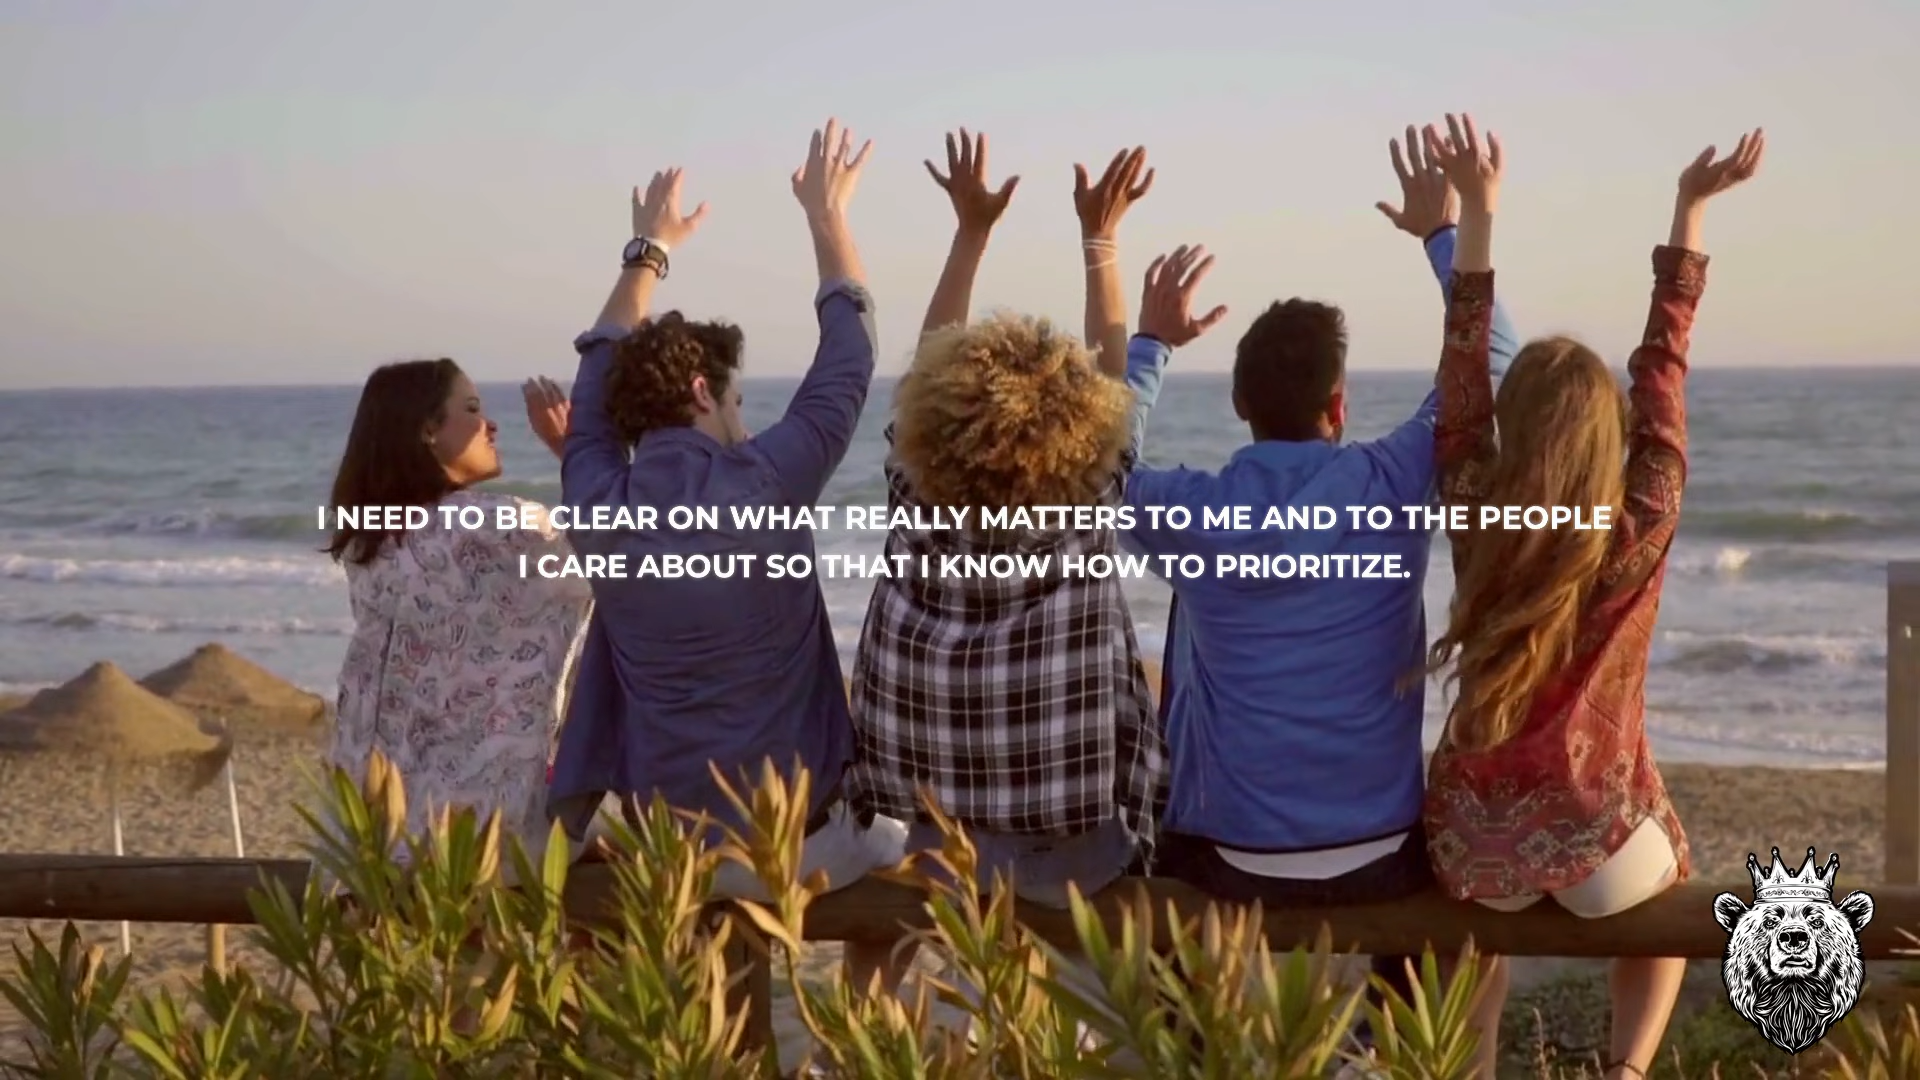 I NEED TO BE CLEAR ON WHAT REALLY MATTERS TO ME AND TO THE PEOPLE
I CARE ABOUT SO THAT I KNOW HOW TO PRIORITIZE.